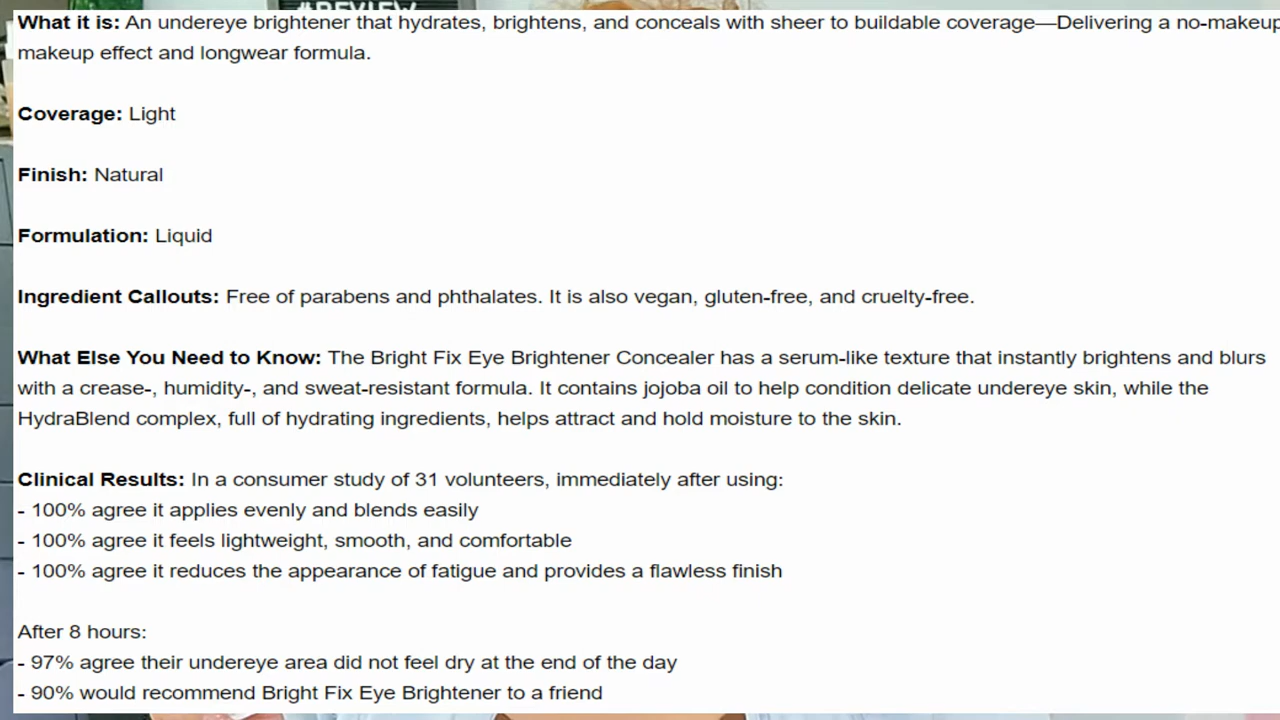 #REVIEW
What it is: An undereye brightener that hydrates, brightens, and conceals with sheer to buildable coverage—Delivering a no-makeup
makeup effect and longwear formula.
Coverage: Light
Finish: Natural
Formulation: Liquid
Ingredient Callouts: Free of parabens and phthalates. It is also vegan, gluten-free, and cruelty-free.
What Else You Need to Know: The Bright Fix Eye Brightener Concealer has a serum-like texture that instantly brightens and blurs
with a crease-, humidity-, and sweat-resistant formula. It contains jojoba oil to help condition delicate undereye skin, while the
HydraBlend complex, full of hydrating ingredients, helps attract and hold moisture to the skin.
Clinical Results: In a consumer study of 31 volunteers, immediately after using:
- 100% agree it applies evenly and blends easily
- 100% agree it feels lightweight, smooth, and comfortable
- 100% agree it reduces the appearance of fatigue and provides a flawless finish
After 8 hours:
- 97% agree their undereye area did not feel dry at the end of the day
- 90% would recommend Bright Fix Eye Brightener to a friend